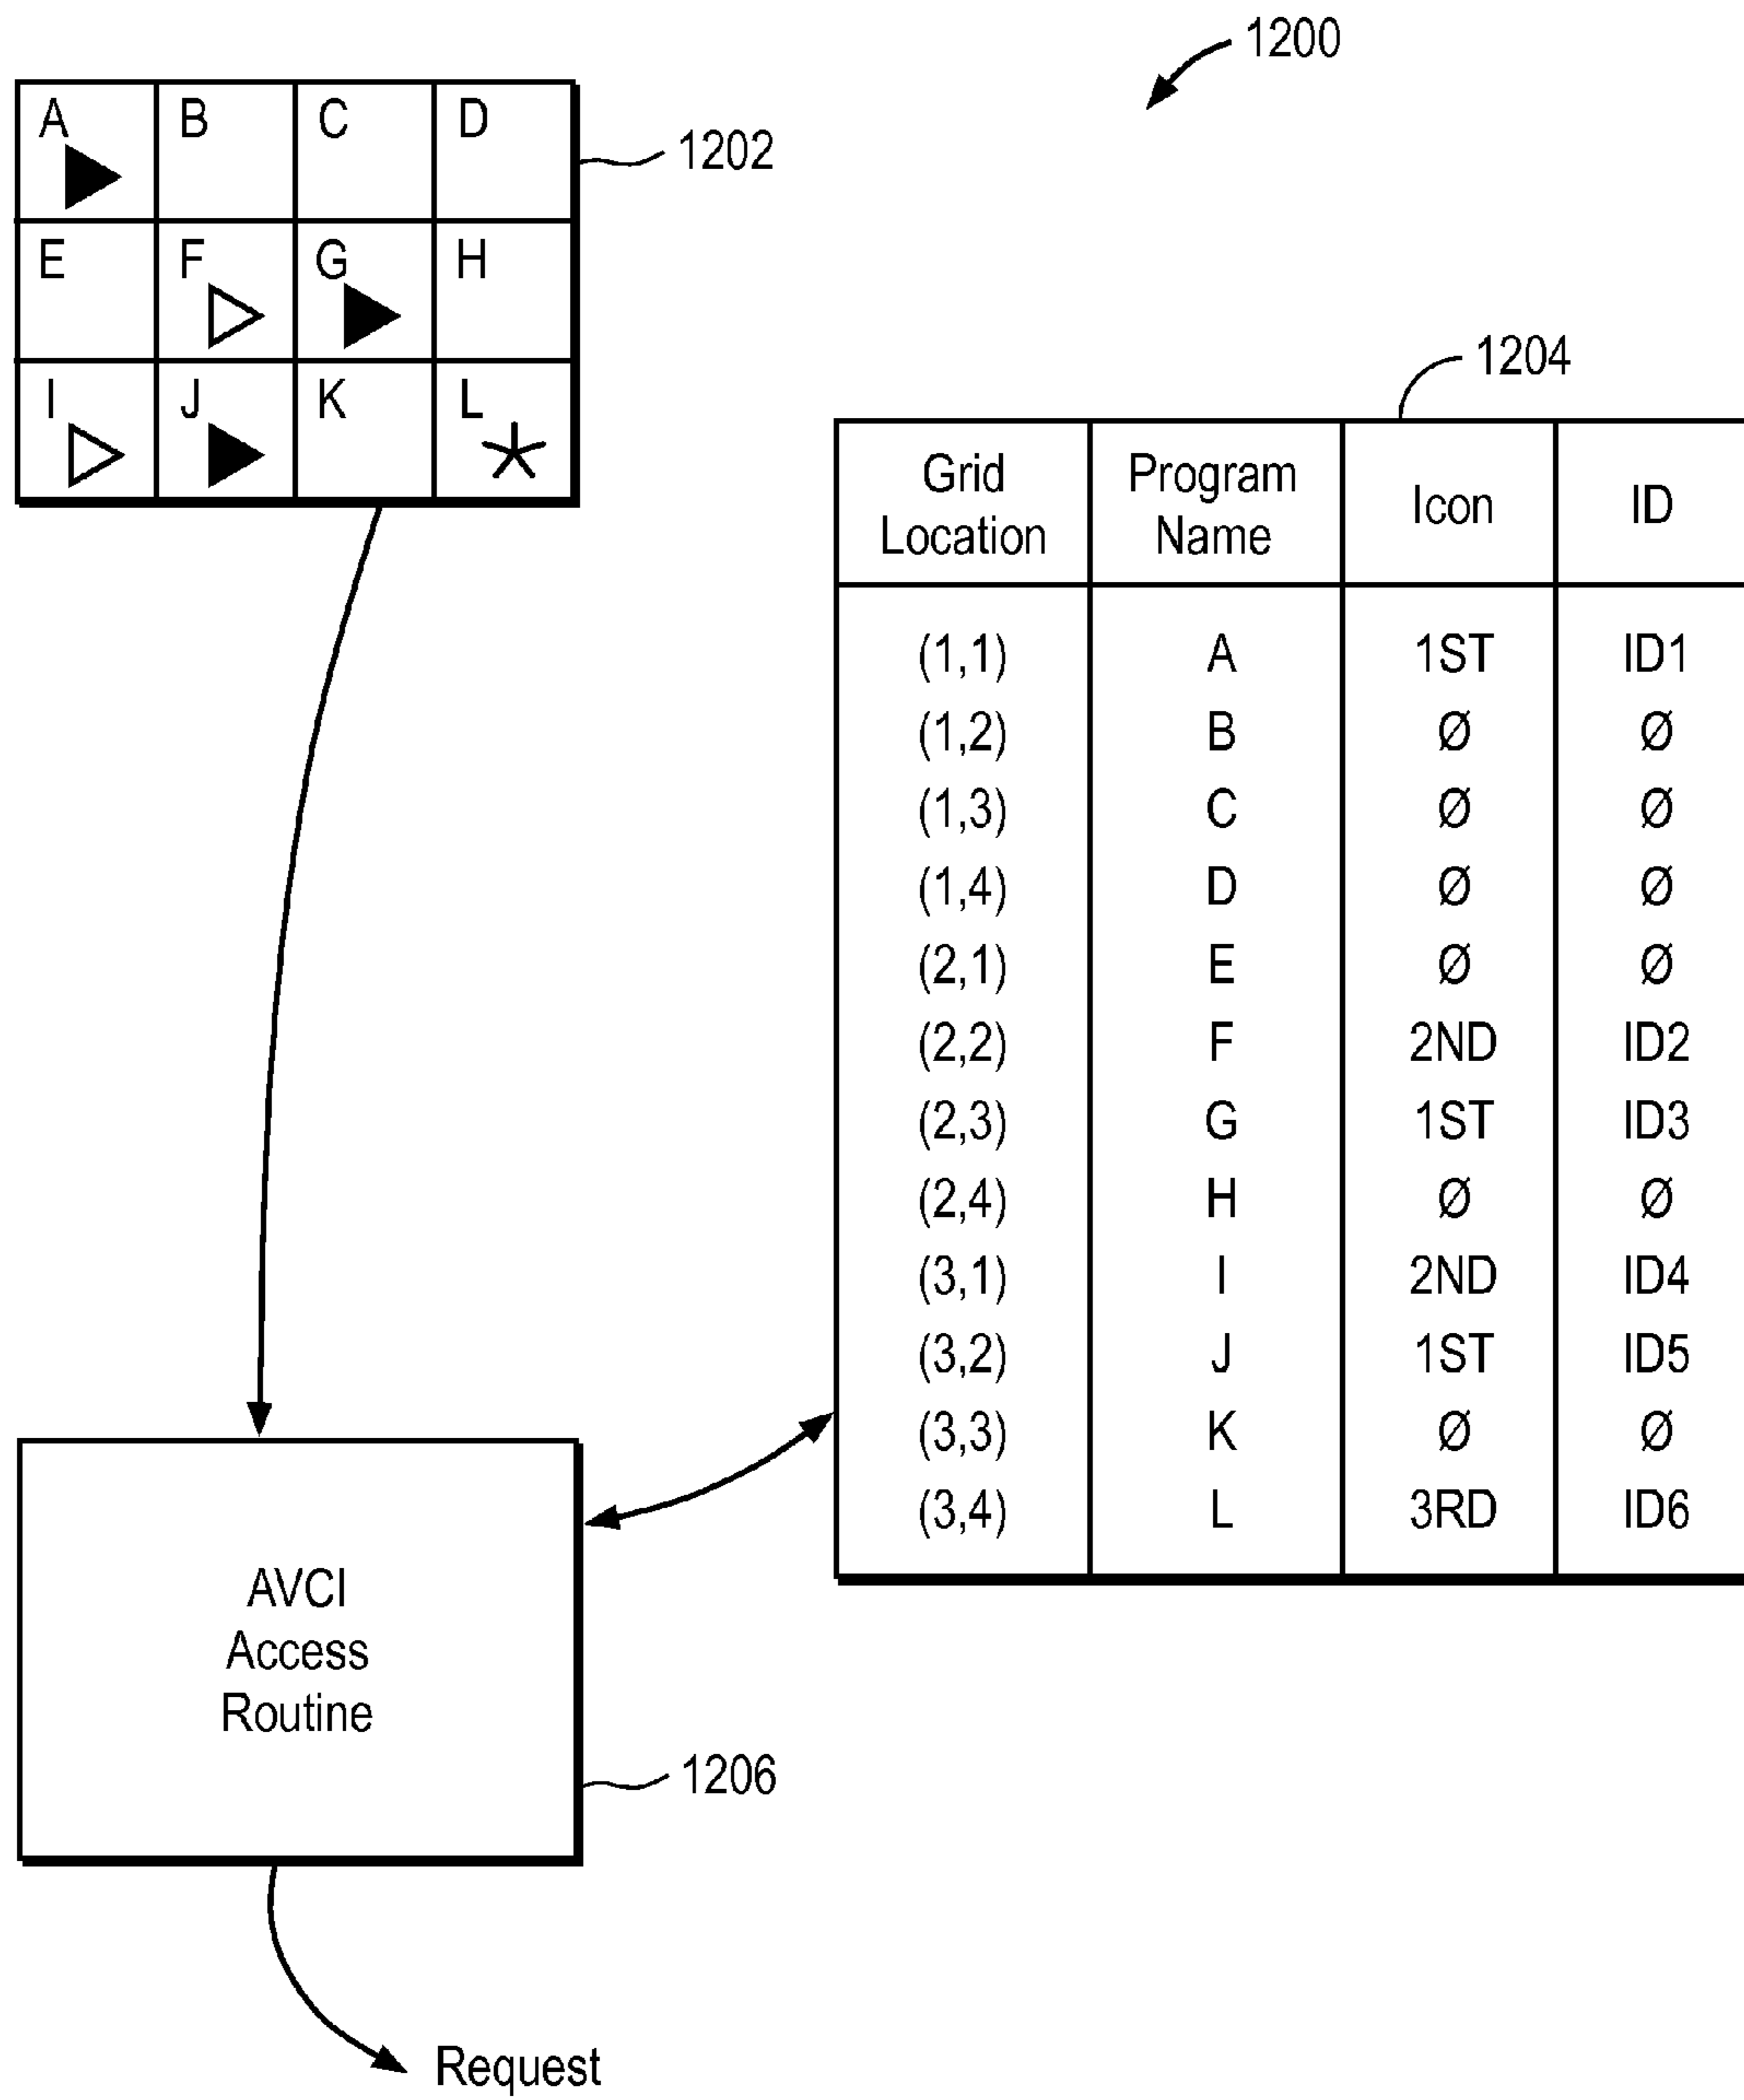 1200
A B C D
1202
E F G H
I J K L
1204
Grid Location Program Name Icon ID
(1,1) A 1ST ID1
(1,2) B Ø Ø
(1,3) C Ø Ø
(1,4) D Ø Ø
(2,1) E Ø Ø
(2,2) F 2ND ID2
(2,3) G 1ST ID3
(2,4) H Ø Ø
(3,1) I 2ND ID4
(3,2) J 1ST ID5
(3,3) K Ø Ø
(3,4) L 3RD ID6
AVCI
Access
Routine
1206
Request